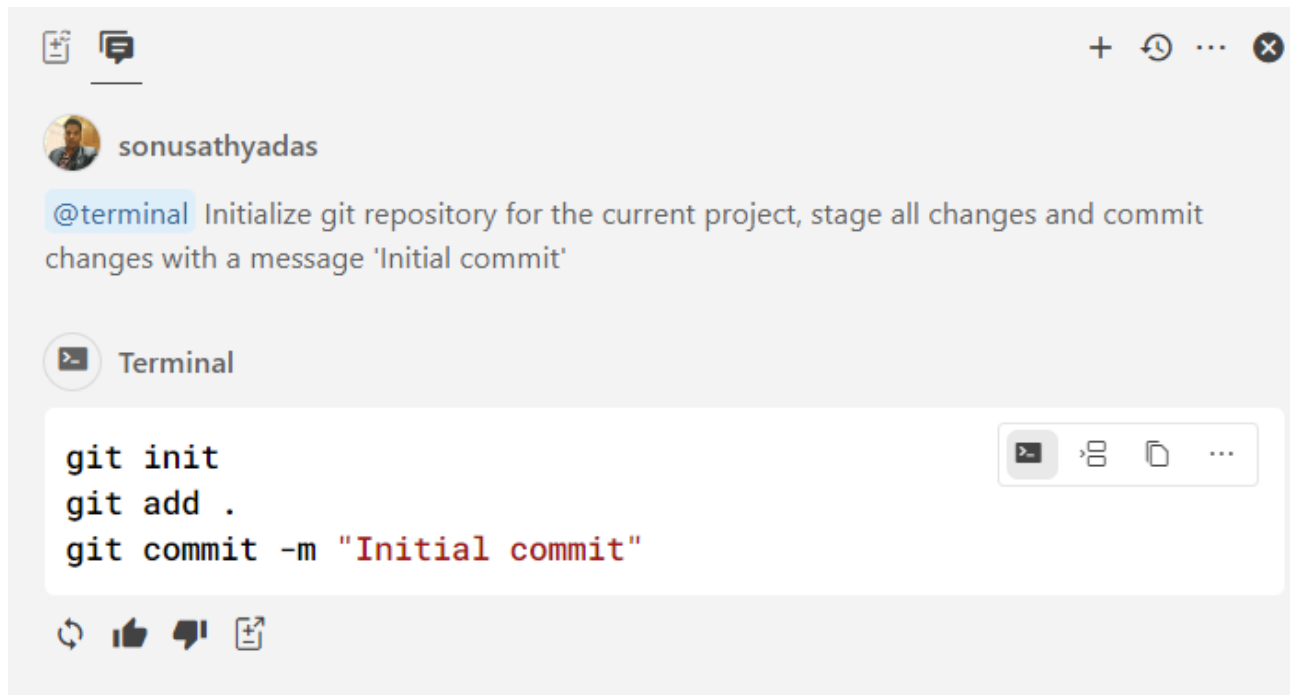 sonusathyadas
@terminal Initialize git repository for the current project, stage all changes and commit
changes with a message 'Initial commit'
Terminal
git init
git add .
git commit -m "Initial commit"